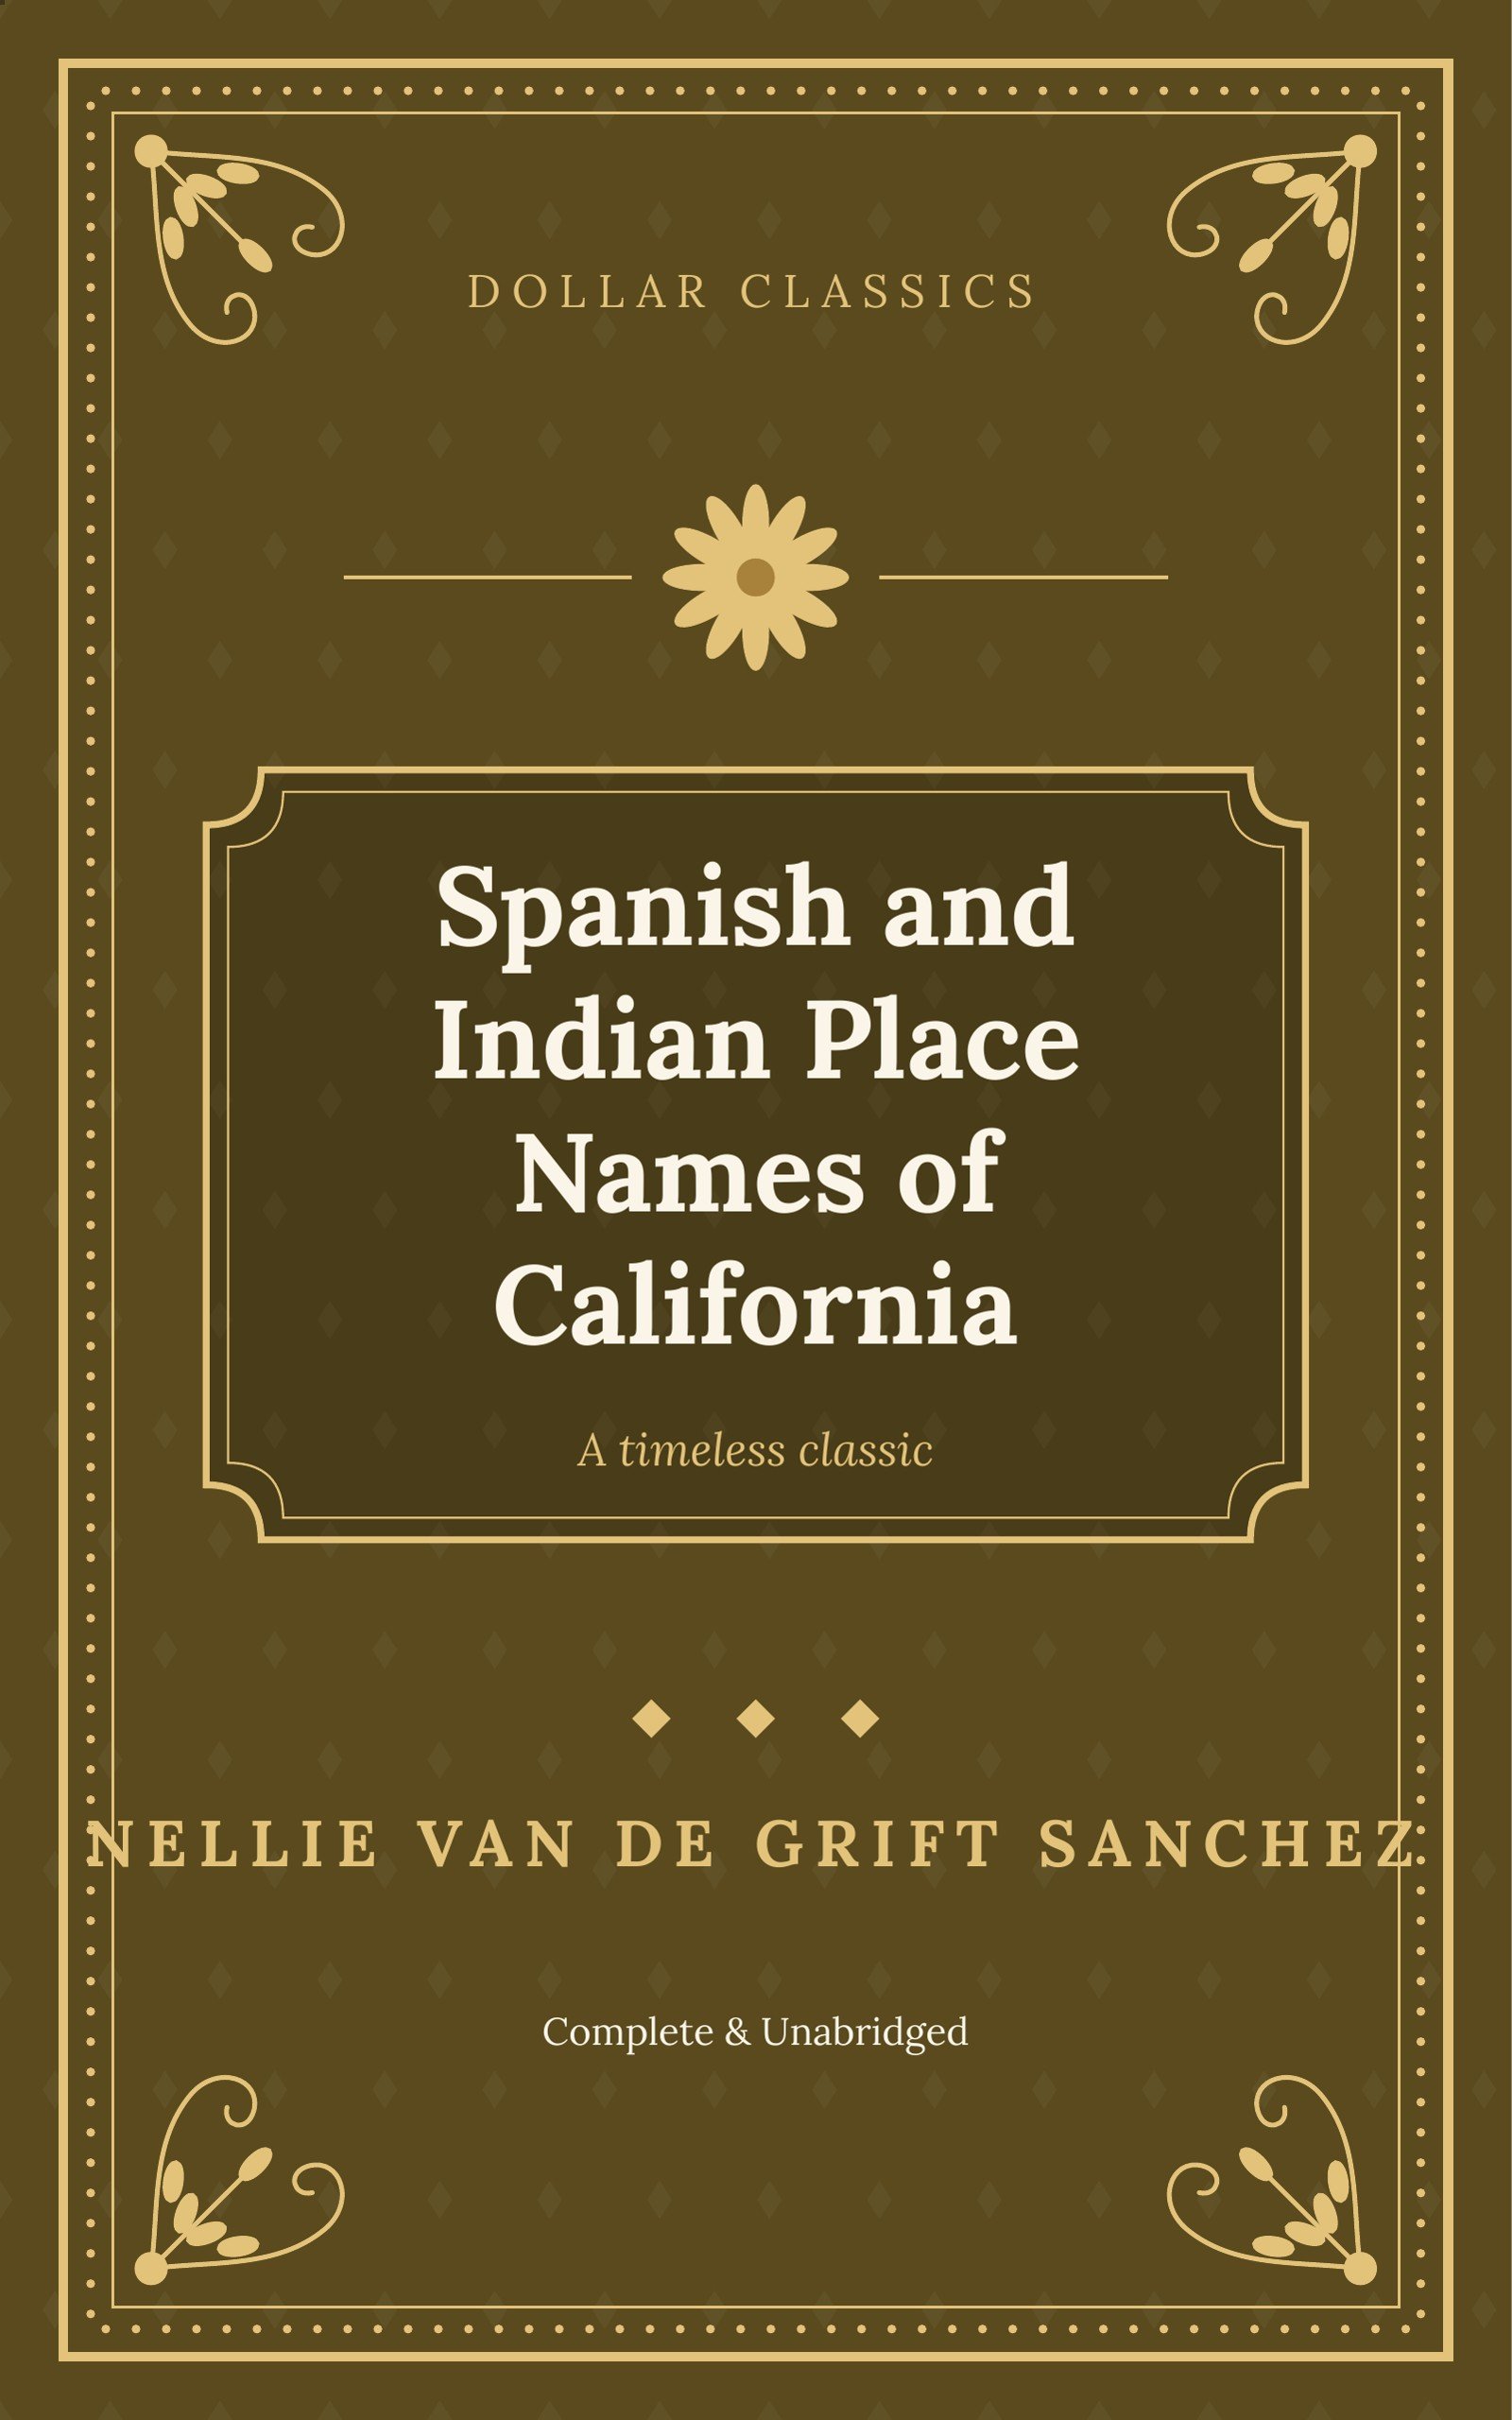 DOLLAR CLASSICS
Spanish and
Indian Place
Names of
California
A timeless classic
NELLIE VAN DE GRIFT SANCHEZ
Complete & Unabridged